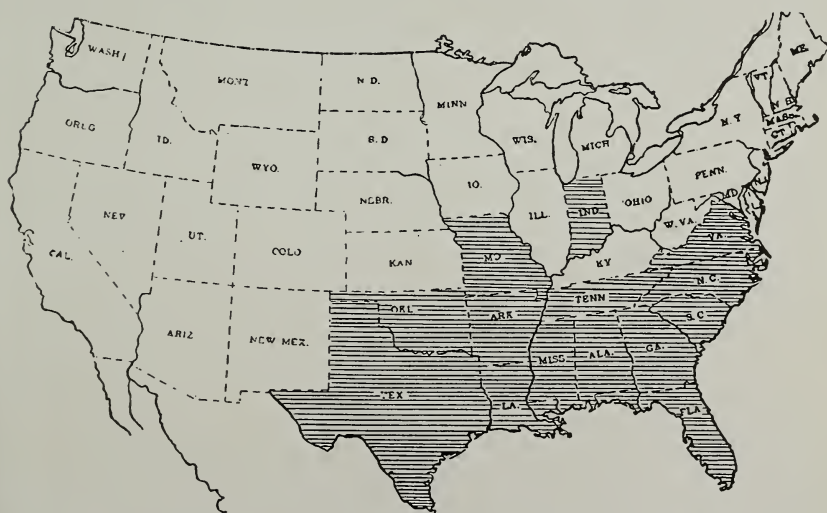 WASH
MONT
N D.
MINN
ORLG
ID.
WYO.
S. D
WIS.
MICH
N. Y
VT.
N. H.
ME.
MASS.
CT
NEV
UT.
COLO
NEBR.
IO.
ILL.
IND.
OHIO
PENN.
N.J.
MD.
W. VA.
VA.
CAL.
KAN
MO
KY
N.C.
TENN
S.C
ARIZ
NEW MEX.
OKL
ARK
MISS
ALA.
GA.
TEX
LA.
FLA.